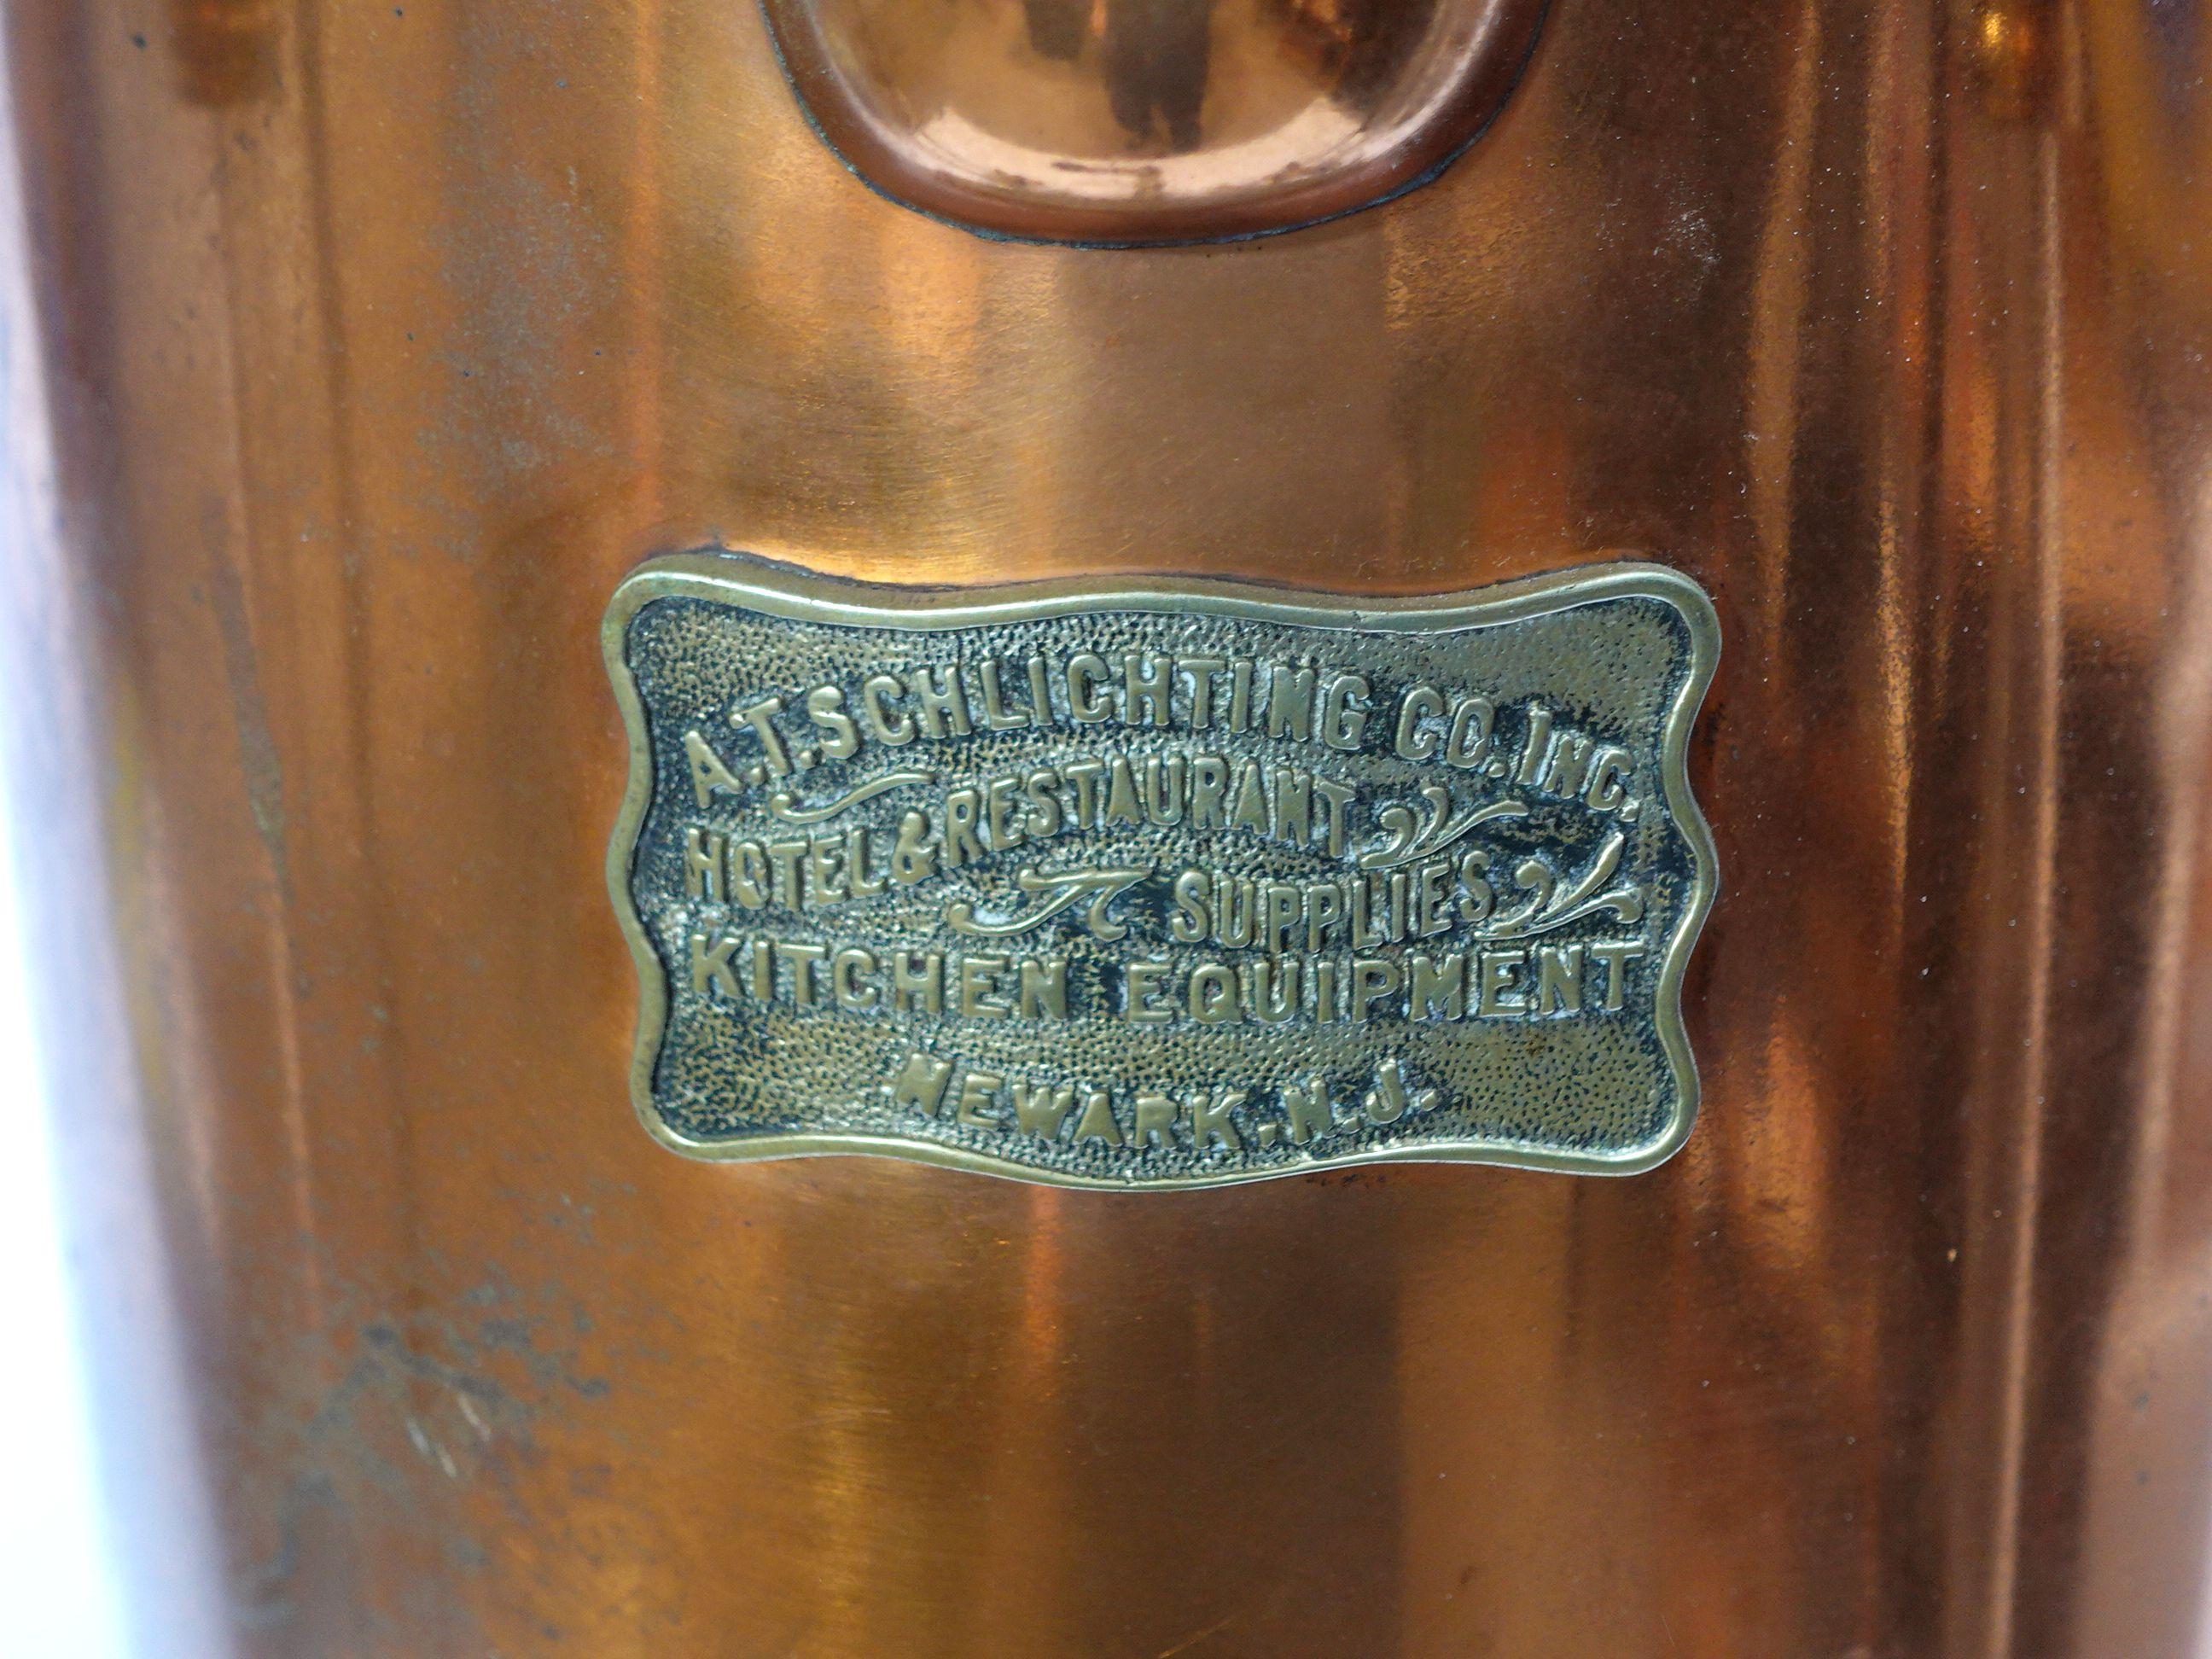 A.T. SCHLICHTING CO. INC.
HOTEL & RESTAURANT
SUPPLIES
KITCHEN EQUIPMENT
NEWARK. N.J.